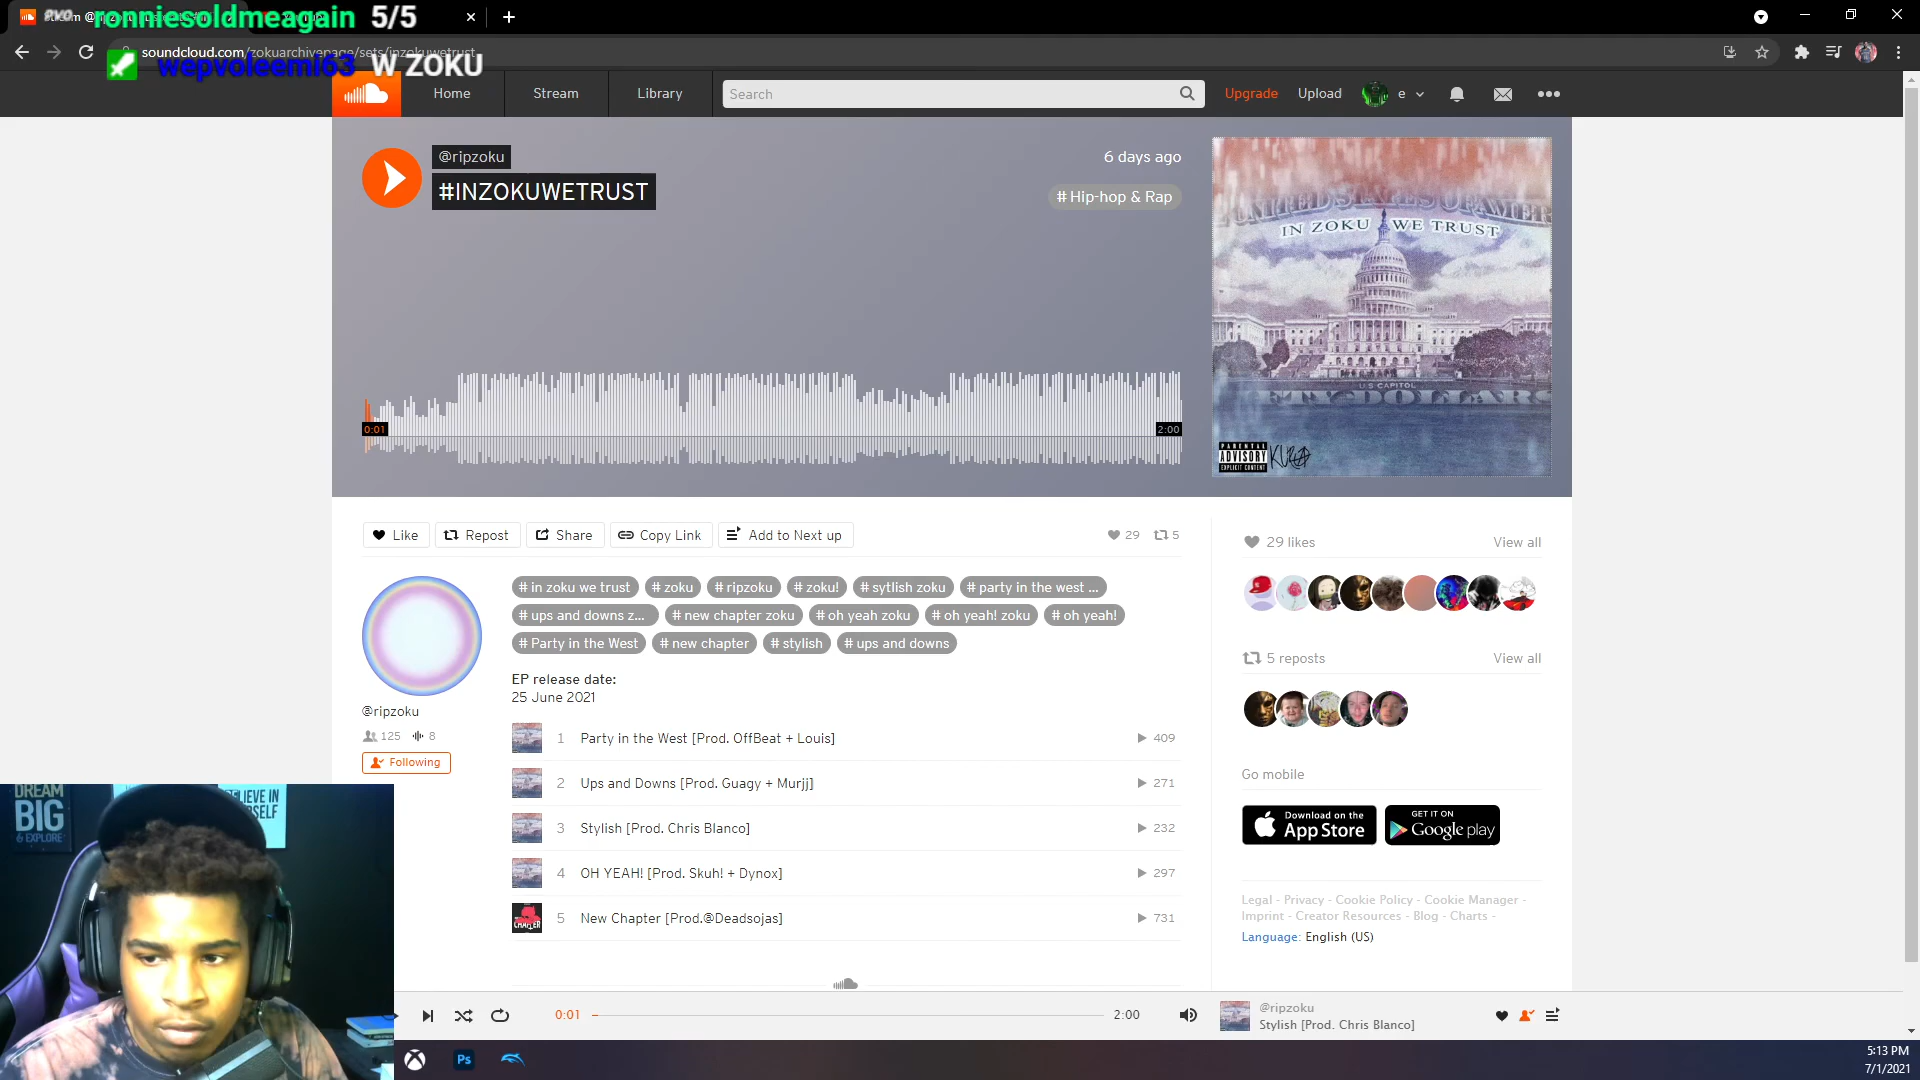 ronniesoldmeagain 5/5
soundcloud.com/zokuarchivepage/sets/inzokuwetrust
wepvoleemi63 W ZOKU
Home
Stream
Library
Search
Upgrade
Upload
e
@ripzoku
#INZOKUWETRUST
6 days ago
# Hip-hop & Rap
IN ZOKU WE TRUST
U.S CAPITOL
FIFTY DOLLARS
PARENTAL
ADVISORY
EXPLICIT CONTENT
0:01
2:00
Like
Repost
Share
Copy Link
Add to Next up
29
5
# in zoku we trust
# zoku
# ripzoku
# zoku!
# sytlish zoku
# party in the west ...
# ups and downs z...
# new chapter zoku
# oh yeah zoku
# oh yeah! zoku
# oh yeah!
# Party in the West
# new chapter
# stylish
# ups and downs
EP release date:
25 June 2021
@ripzoku
125
8
Following
1 Party in the West [Prod. OffBeat + Louis] 409
2 Ups and Downs [Prod. Guagy + Murjj] 271
3 Stylish [Prod. Chris Blanco] 232
4 OH YEAH! [Prod. Skuh! + Dynox] 297
CHAPTER
5 New Chapter [Prod.@Deadsojas] 731
29 likes
View all
5 reposts
View all
Go mobile
Download on the
App Store
GET IT ON
Google play
Legal - Privacy - Cookie Policy - Cookie Manager -
Imprint - Creator Resources - Blog - Charts -
Language: English (US)
DREAM
BIG
& EXPLORE
0:01
2:00
@ripzoku
Stylish [Prod. Chris Blanco]
Ps
5:13 PM
7/1/2021